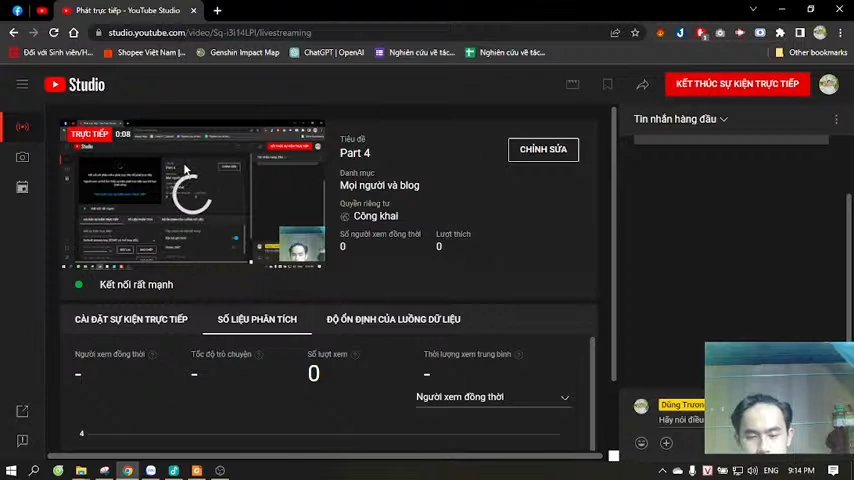 Phát trực tiếp - YouTube Studio
studio.youtube.com/video/Sq-i3i14LPI/livestreaming
Đối với Sinh viên/H...
Shopee Việt Nam |...
Genshin Impact Map
ChatGPT | OpenAI
Nghiên cứu về tác...
Nghiên cứu về tác...
Other bookmarks
Studio
KẾT THÚC SỰ KIỆN TRỰC TIẾP
TRỰC TIẾP 0:08
Tiêu đề
Part 4
CHỈNH SỬA
Danh mục
Mọi người và blog
Quyền riêng tư
Công khai
Số người xem đồng thời
Lượt thích
0
0
Kết nối rất mạnh
Tin nhắn hàng đầu
CÀI ĐẶT SỰ KIỆN TRỰC TIẾP
SỐ LIỆU PHÂN TÍCH
ĐỘ ỔN ĐỊNH CỦA LUỒNG DỮ LIỆU
Người xem đồng thời
Tốc độ trò chuyện
Số lượt xem
Thời lượng xem trung bình
-
-
0
-
Người xem đồng thời
4
Dũng Trươn
Hãy nói điều
ENG
9:14 PM